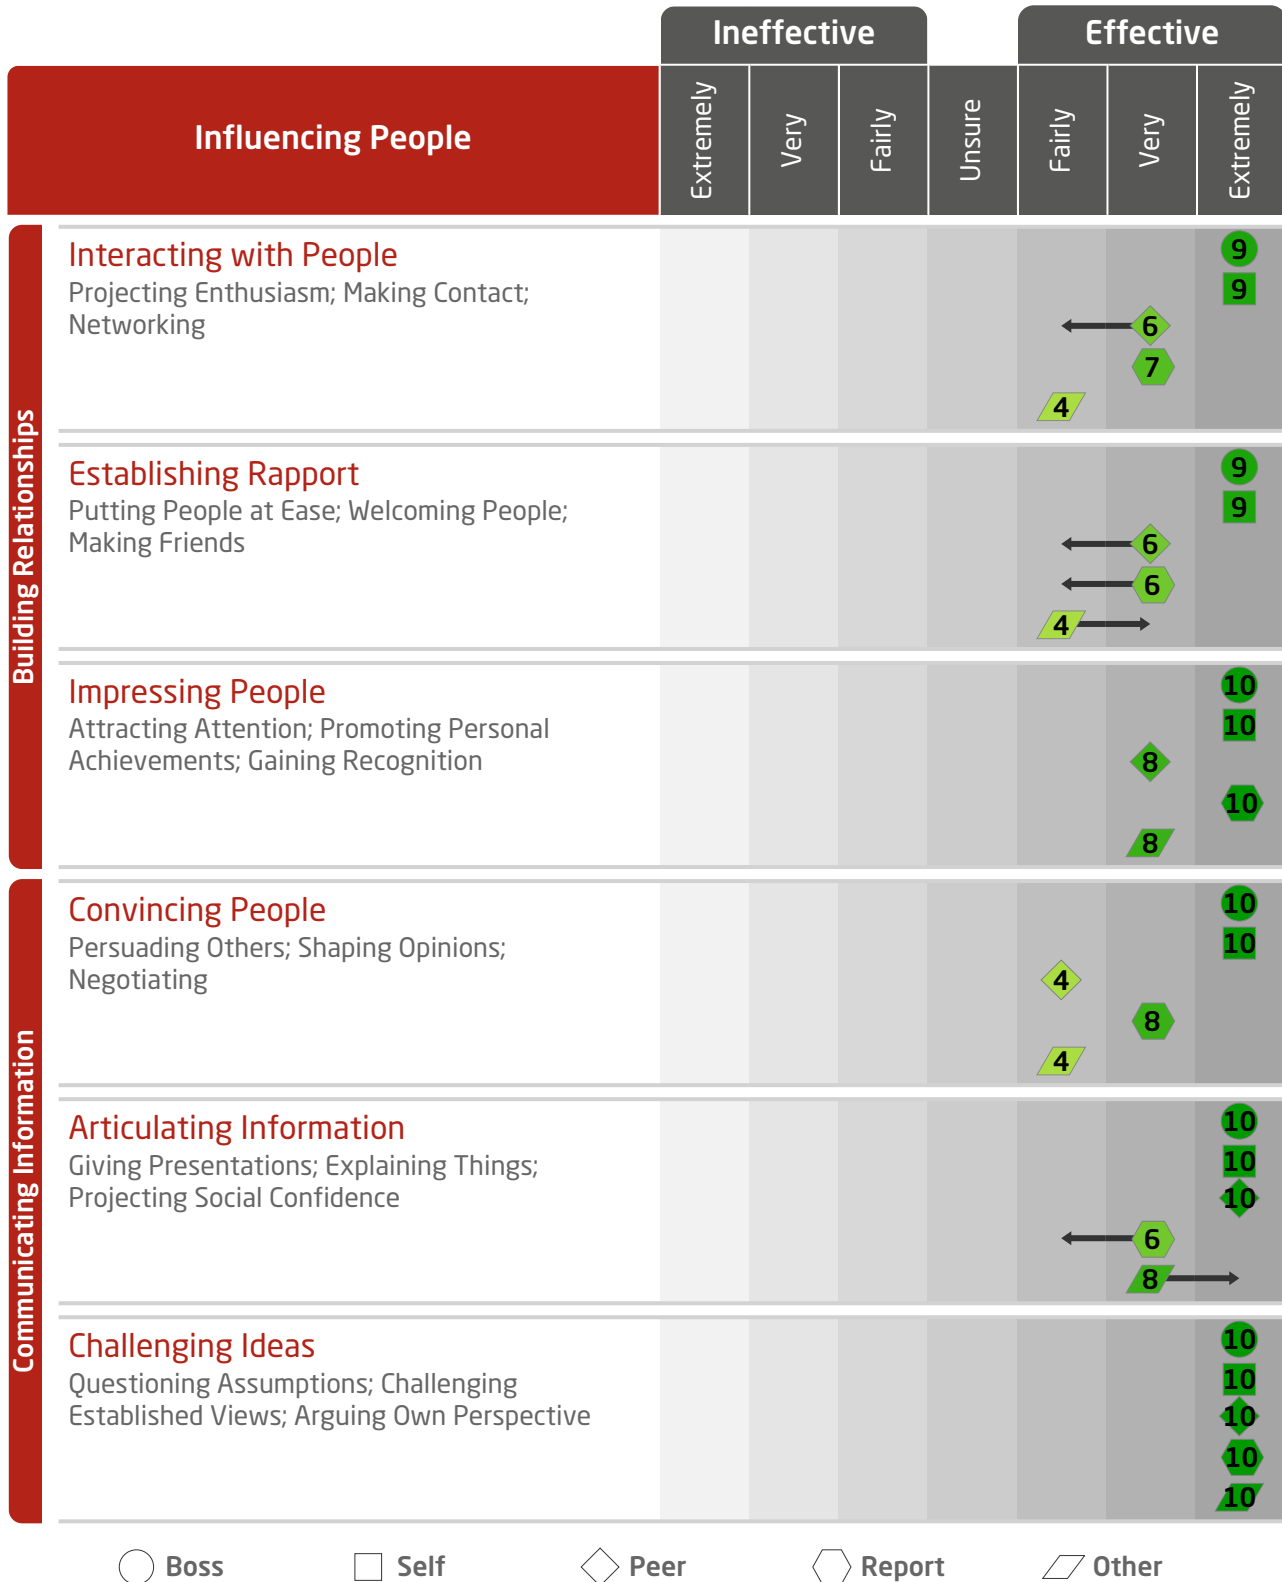 Ineffective
Effective
Influencing People
Extremely
Very
Fairly
Unsure
Fairly
Very
Extremely
Building Relationships
Interacting with People
Projecting Enthusiasm; Making Contact;
Networking
9
9
6
7
4
Establishing Rapport
Putting People at Ease; Welcoming People;
Making Friends
9
9
6
6
4
Impressing People
Attracting Attention; Promoting Personal
Achievements; Gaining Recognition
10
10
8
10
8
Communicating Information
Convincing People
Persuading Others; Shaping Opinions;
Negotiating
10
10
4
8
4
Articulating Information
Giving Presentations; Explaining Things;
Projecting Social Confidence
10
10
10
6
8
Challenging Ideas
Questioning Assumptions; Challenging
Established Views; Arguing Own Perspective
10
10
10
10
10
Boss
Self
Peer
Report
Other